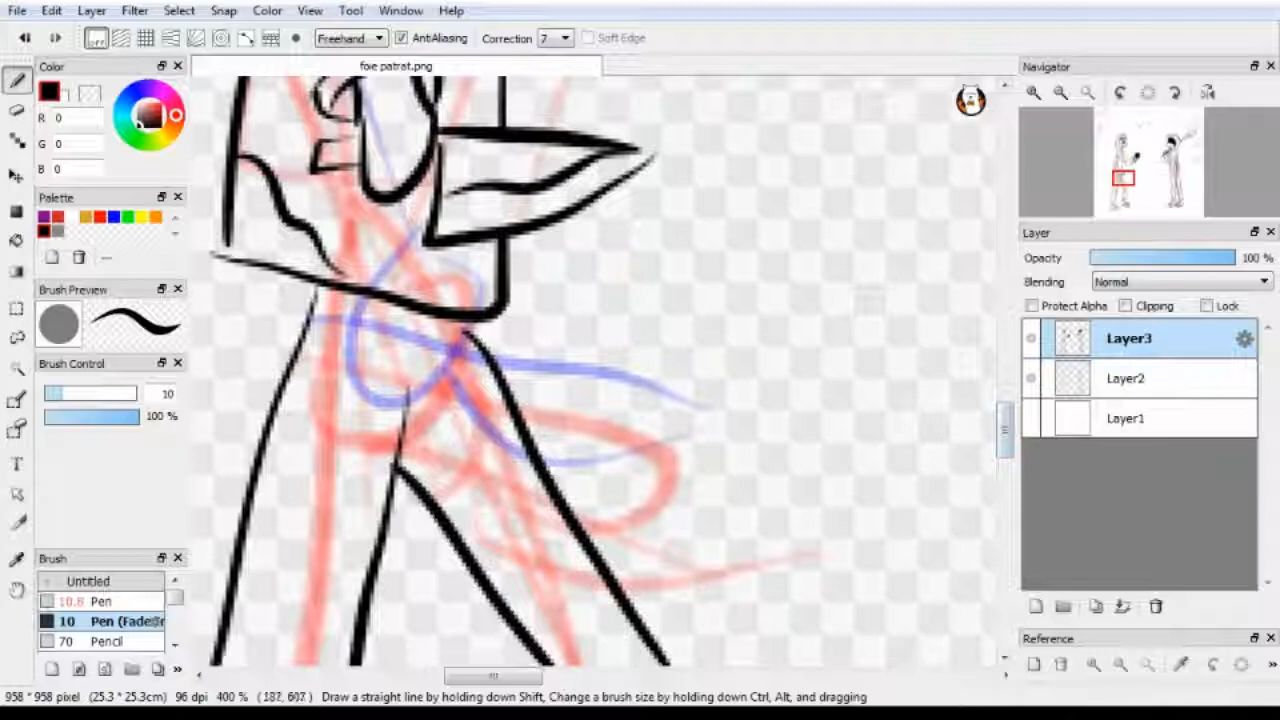 File Edit Layer Filter Select Snap Color View Tool Window Help
OFF Freehand AntiAliasing Correction 7 Soft Edge
Color
foie patrat.png
Navigator
R 0
G 0
B 0
Palette
Layer
Opacity 100 %
Blending Normal
Brush Preview
Protect Alpha Clipping Lock
Layer3
Brush Control
Layer2
10
100 %
Layer1
Brush
Untitled
10.8 Pen
10 Pen (Fade
70 Pencil
Reference
958 * 958 pixel (25.3 * 25.3cm) 96 dpi 400 % ( 187, 607) Draw a straight line by holding down Shift, Change a brush size by holding down Ctrl, Alt, and dragging